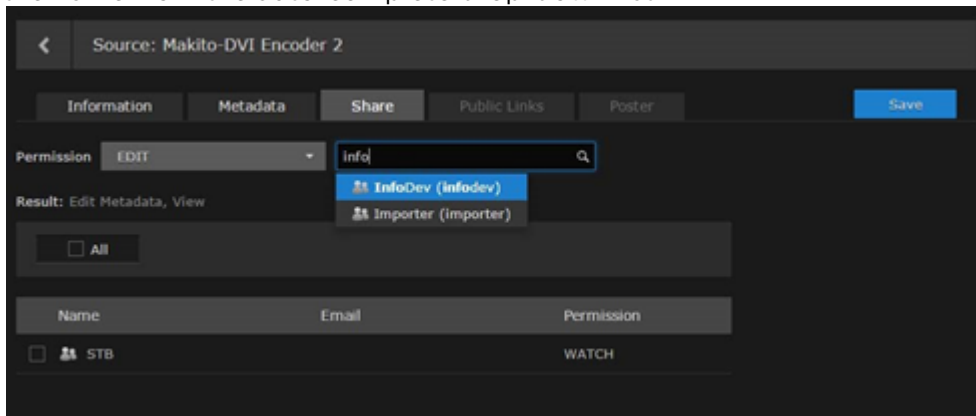 Source: Makito-DVI Encoder 2
Information Metadata Share Public Links Poster Save
Permission EDIT info
InfoDev (infodev)
Result: Edit Metadata, View
Importer (importer)
All
Name Email Permission
STB WATCH